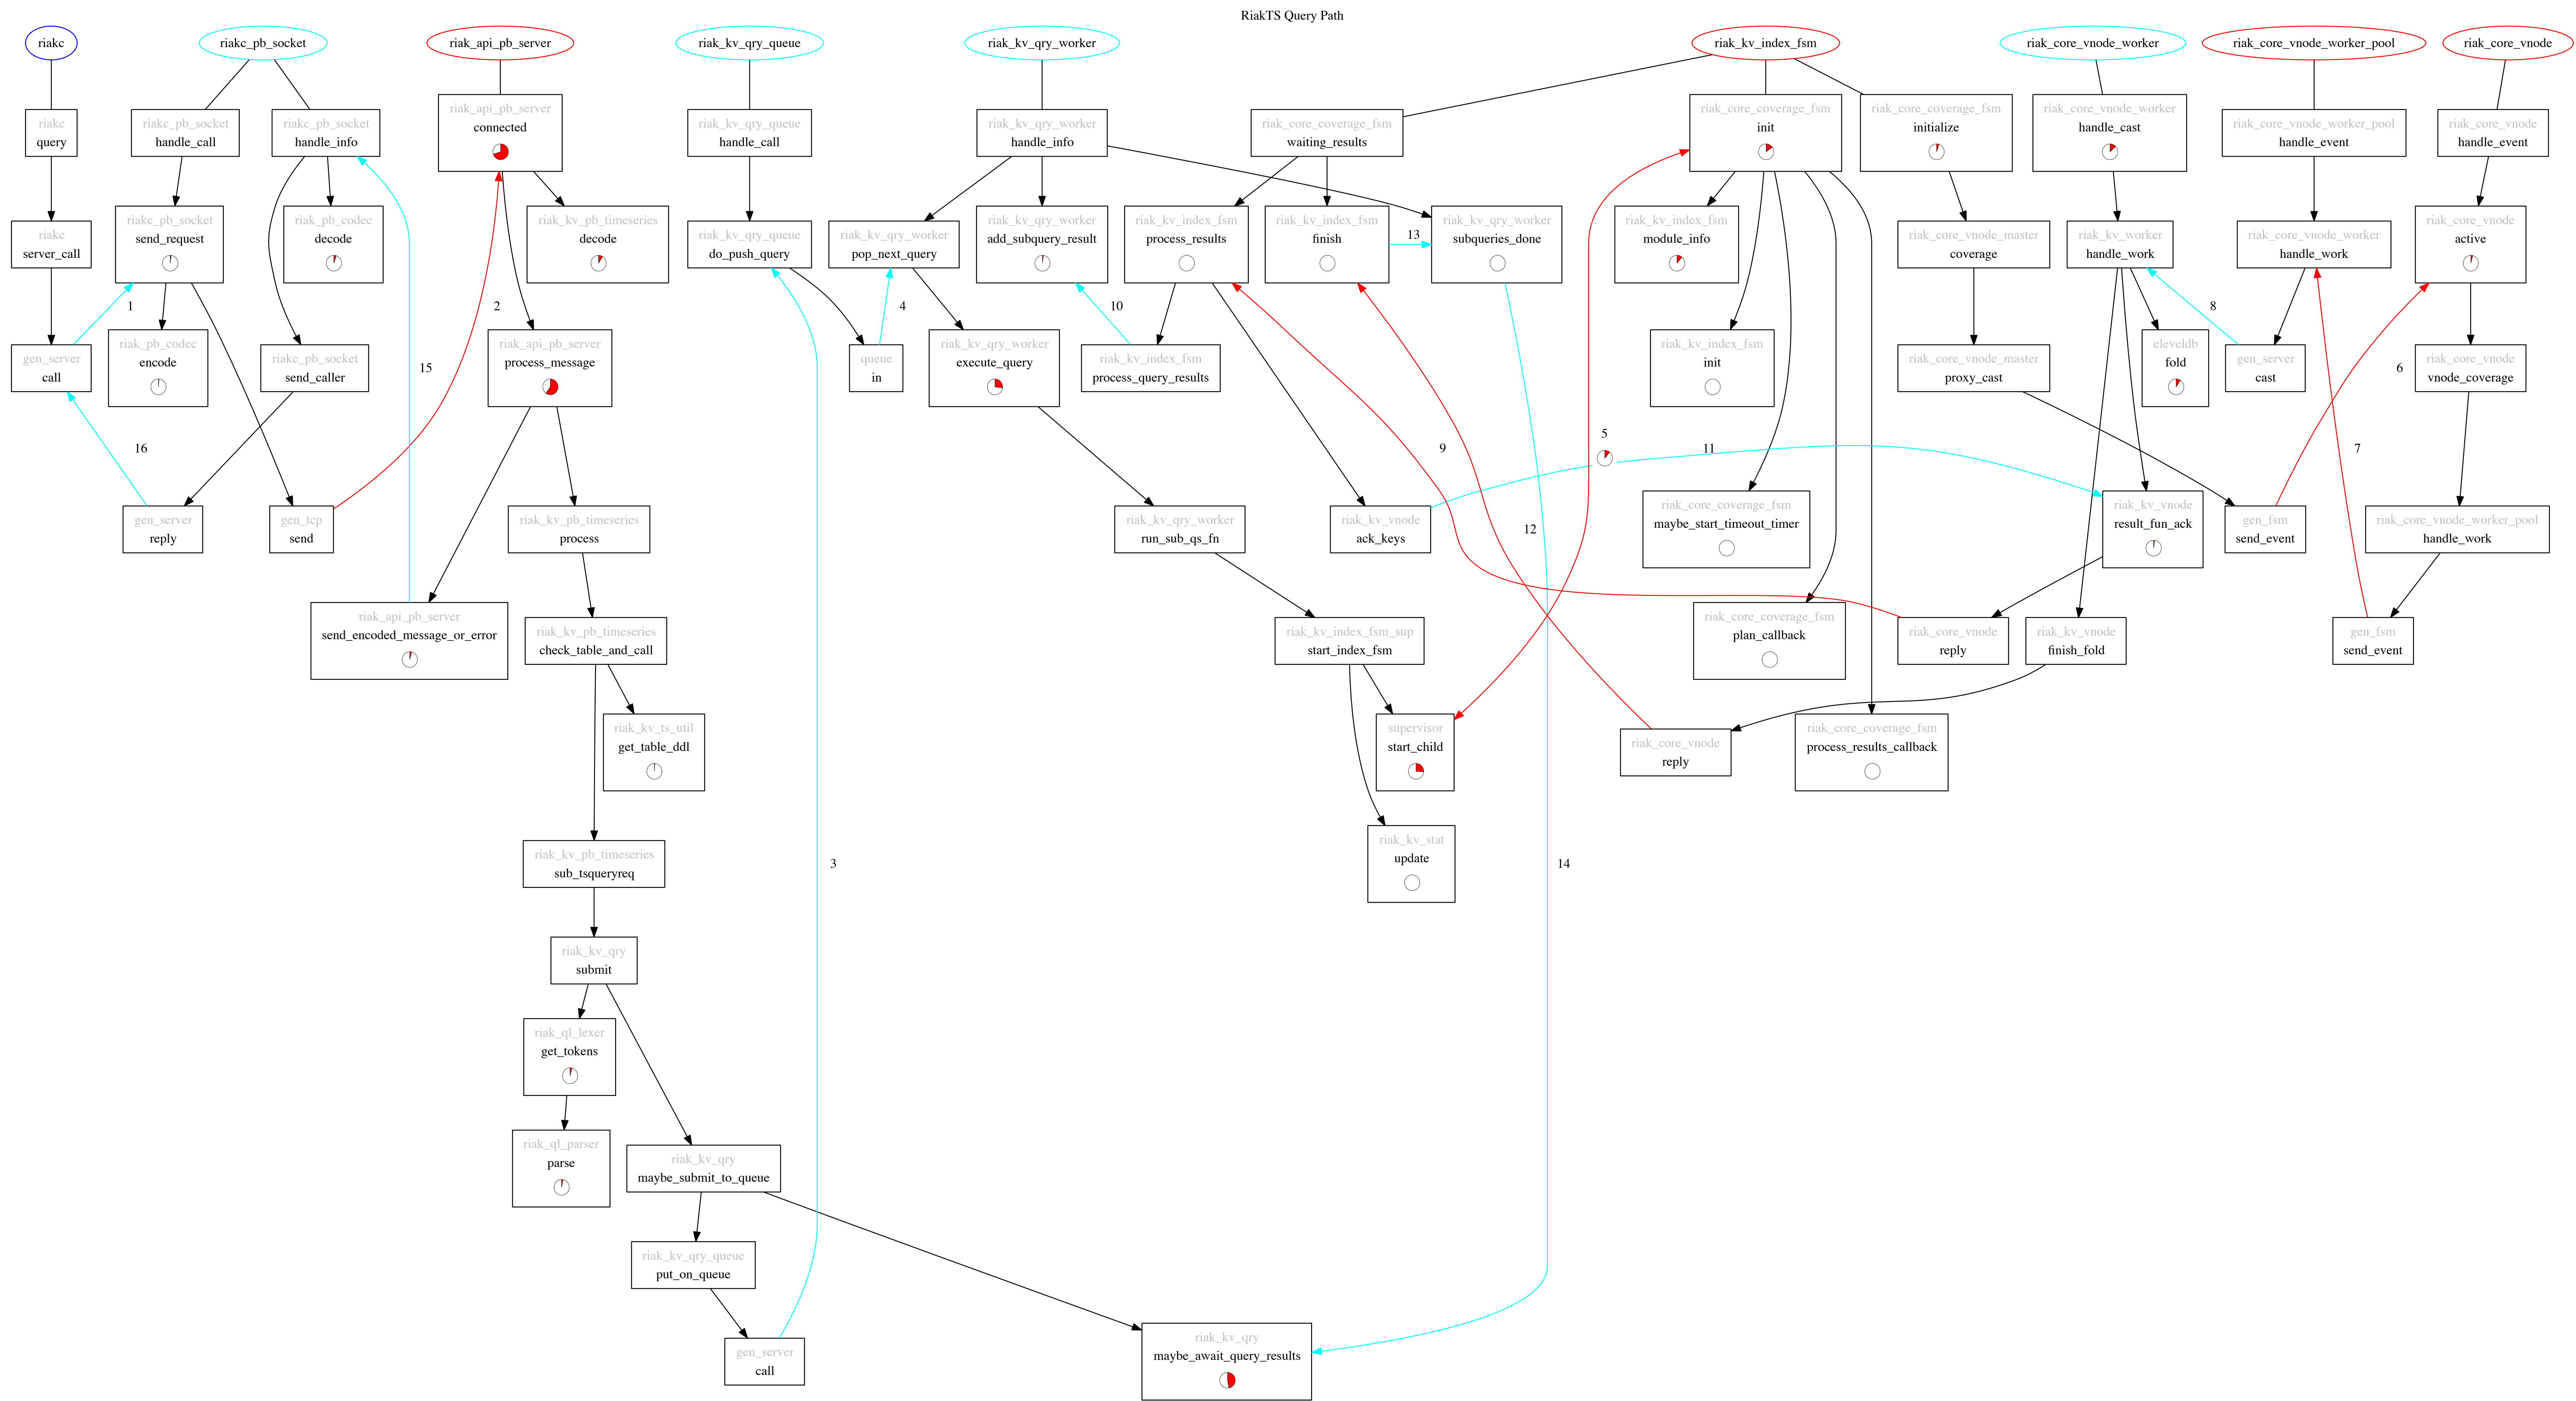 RiakTS Query Path
riakc
riakc_pb_socket
riak_api_pb_server
riak_kv_qry_queue
riak_kv_qry_worker
riak_kv_index_fsm
riak_core_vnode_worker
riak_core_vnode_worker_pool
riak_core_vnode
riakc
query
riakc_pb_socket
handle_call
riakc_pb_socket
handle_info
riak_api_pb_server
connected
riak_kv_qry_queue
handle_call
riak_kv_qry_worker
handle_info
riak_core_coverage_fsm
waiting_results
riak_core_coverage_fsm
init
riak_core_coverage_fsm
initialize
riak_core_vnode_worker
handle_cast
riak_core_vnode_worker_pool
handle_event
riak_core_vnode
handle_event
riakc
server_call
riakc_pb_socket
send_request
riak_pb_codec
decode
riak_kv_pb_timeseries
decode
riak_kv_qry_queue
do_push_query
riak_kv_qry_worker
pop_next_query
riak_kv_qry_worker
add_subquery_result
riak_kv_index_fsm
process_results
riak_kv_index_fsm
finish
13
riak_kv_qry_worker
subqueries_done
riak_kv_index_fsm
module_info
riak_core_vnode_master
coverage
riak_kv_worker
handle_work
riak_core_vnode_worker
handle_work
riak_core_vnode
active
1
2
4
10
8
6
15
gen_server
call
riak_pb_codec
encode
riakc_pb_socket
send_caller
riak_api_pb_server
process_message
queue
in
riak_kv_qry_worker
execute_query
riak_kv_index_fsm
process_query_results
riak_kv_index_fsm
init
riak_core_vnode_master
proxy_cast
eleveldb
fold
gen_server
cast
riak_core_vnode
vnode_coverage
16
9
5
11
7
12
gen_server
reply
gen_tcp
send
riak_kv_pb_timeseries
process
riak_kv_qry_worker
run_sub_qs_fn
riak_kv_vnode
ack_keys
riak_core_coverage_fsm
maybe_start_timeout_timer
riak_kv_vnode
result_fun_ack
gen_fsm
send_event
riak_core_vnode_worker_pool
handle_work
riak_api_pb_server
send_encoded_message_or_error
riak_kv_pb_timeseries
check_table_and_call
riak_kv_index_fsm_sup
start_index_fsm
riak_core_coverage_fsm
plan_callback
riak_core_vnode
reply
riak_kv_vnode
finish_fold
gen_fsm
send_event
riak_kv_ts_util
get_table_ddl
supervisor
start_child
riak_core_vnode
reply
riak_core_coverage_fsm
process_results_callback
riak_kv_pb_timeseries
sub_tsqueryreq
3
riak_kv_stat
update
14
riak_kv_qry
submit
riak_ql_lexer
get_tokens
riak_ql_parser
parse
riak_kv_qry
maybe_submit_to_queue
riak_kv_qry_queue
put_on_queue
gen_server
call
riak_kv_qry
maybe_await_query_results